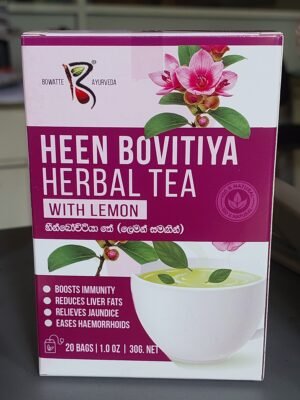 BOWATTE AYURVEDA
HEEN BOVITIYA
HERBAL TEA
WITH LEMON
හීන්බෝවිටියා තේ (ලෙමන් සමඟින්)
BOOSTS IMMUNITY
REDUCES LIVER FATS
RELIEVES JAUNDICE
EASES HAEMORRHOIDS
20 BAGS | 1.0 OZ | 30G. NET